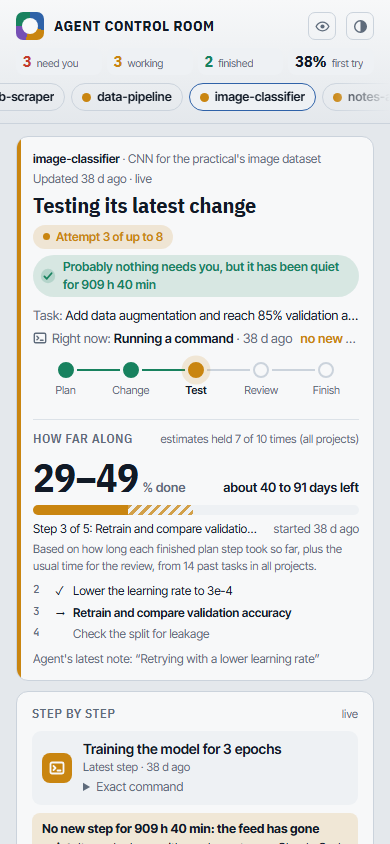 AGENT CONTROL ROOM
3 need you 3 working 2 finished 38% first try
b-scraper data-pipeline image-classifier notes-
image-classifier · CNN for the practical's image dataset
Updated 38 d ago · live
Testing its latest change
Attempt 3 of up to 8
Probably nothing needs you, but it has been quiet
for 909 h 40 min
Task: Add data augmentation and reach 85% validation a...
Right now: Running a command · 38 d ago no new ...
Plan Change Test Review Finish
HOW FAR ALONG estimates held 7 of 10 times (all projects)
29–49 % done about 40 to 91 days left
Step 3 of 5: Retrain and compare validatio... started 38 d ago
Based on how long each finished plan step took so far, plus the
usual time for the review, from 14 past tasks in all projects.
2 ✓ Lower the learning rate to 3e-4
3 → Retrain and compare validation accuracy
4 Check the split for leakage
Agent's latest note: “Retrying with a lower learning rate”
STEP BY STEP live
Training the model for 3 epochs
Latest step · 38 d ago
▶ Exact command
No new step for 909 h 40 min: the feed has gone